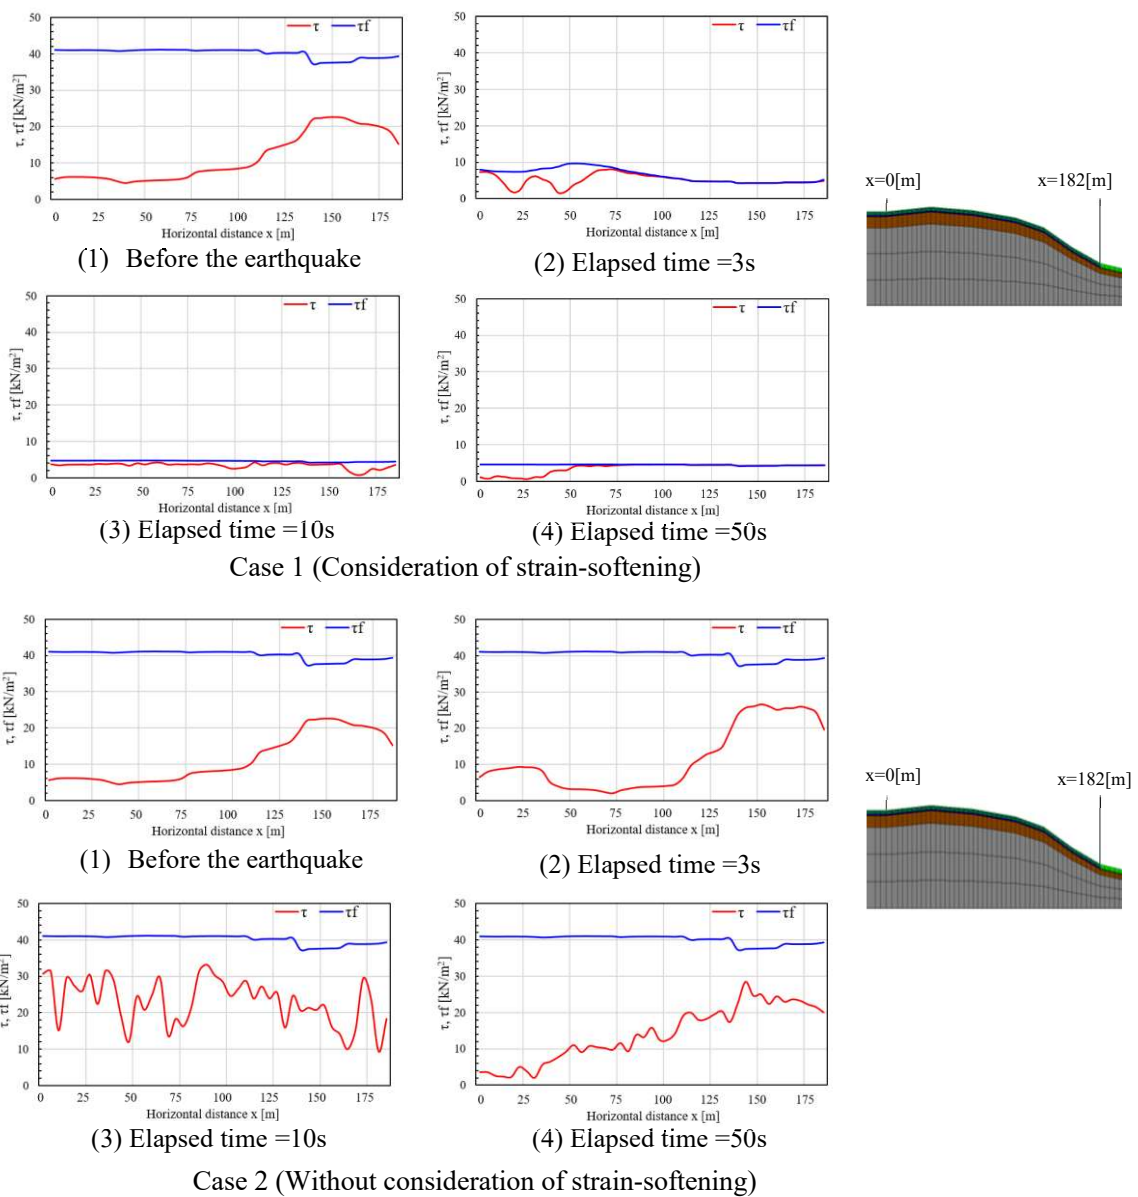 50
40
30
20
10
0
τ, τf [kN/m²]
τ τf
0 25 50 75 100 125 150 175
Horizontal distance x [m]
(1) Before the earthquake
50
40
30
20
10
0
τ, τf [kN/m²]
τ τf
0 25 50 75 100 125 150 175
Horizontal distance x [m]
(2) Elapsed time =3s
x=0[m] x=182[m]
50
40
30
20
10
0
τ, τf [kN/m²]
τ τf
0 25 50 75 100 125 150 175
Horizontal distance x [m]
(3) Elapsed time =10s
50
40
30
20
10
0
τ, τf [kN/m²]
τ τf
0 25 50 75 100 125 150 175
Horizontal distance x [m]
(4) Elapsed time =50s
Case 1 (Consideration of strain-softening)
50
40
30
20
10
0
τ, τf [kN/m²]
τ τf
0 25 50 75 100 125 150 175
Horizontal distance x [m]
(1) Before the earthquake
50
40
30
20
10
0
τ, τf [kN/m²]
τ τf
0 25 50 75 100 125 150 175
Horizontal distance x [m]
(2) Elapsed time =3s
x=0[m] x=182[m]
50
40
30
20
10
0
τ, τf [kN/m²]
τ τf
0 25 50 75 100 125 150 175
Horizontal distance x [m]
(3) Elapsed time =10s
50
40
30
20
10
0
τ, τf [kN/m²]
τ τf
0 25 50 75 100 125 150 175
Horizontal distance x [m]
(4) Elapsed time =50s
Case 2 (Without consideration of strain-softening)